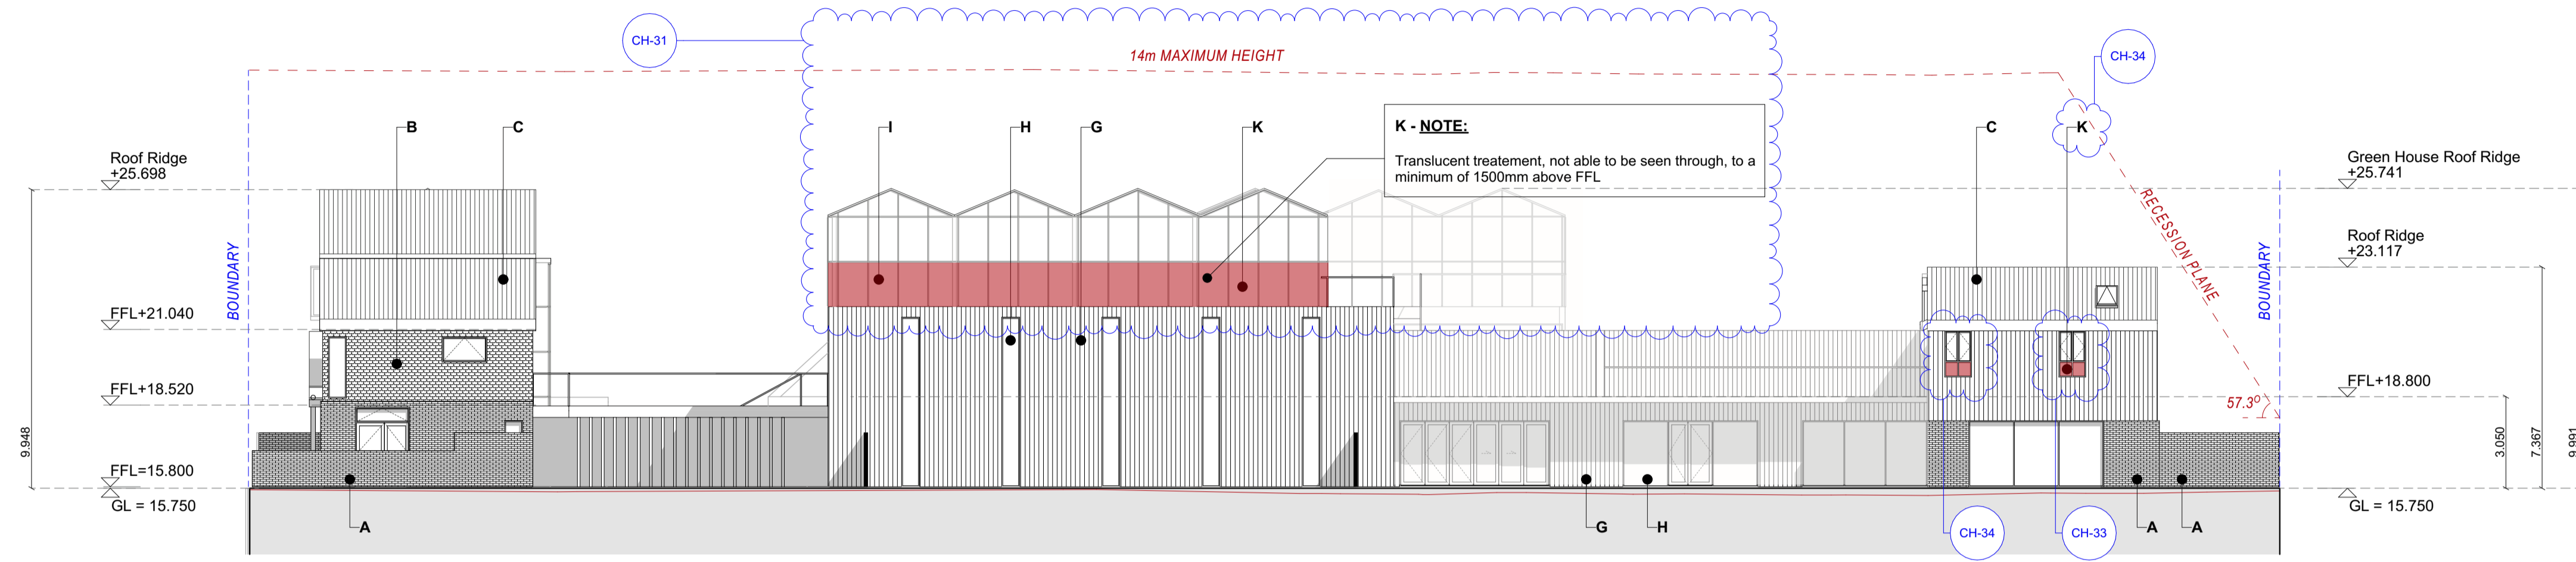 CH-31
14m MAXIMUM HEIGHT
CH-34
B
C
I
H
G
K
K - NOTE:
Translucent treatement, not able to be seen through, to a
minimum of 1500mm above FFL
C
K
Roof Ridge
+25.698
Green House Roof Ridge
+25.741
RECESSION PLANE
BOUNDARY
BOUNDARY
Roof Ridge
+23.117
FFL+21.040
FFL+18.520
FFL+18.800
57.3⁰
9.948
3.050
7.367
9.991
FFL=15.800
GL = 15.750
GL = 15.750
A
G
H
CH-34
CH-33
A
A